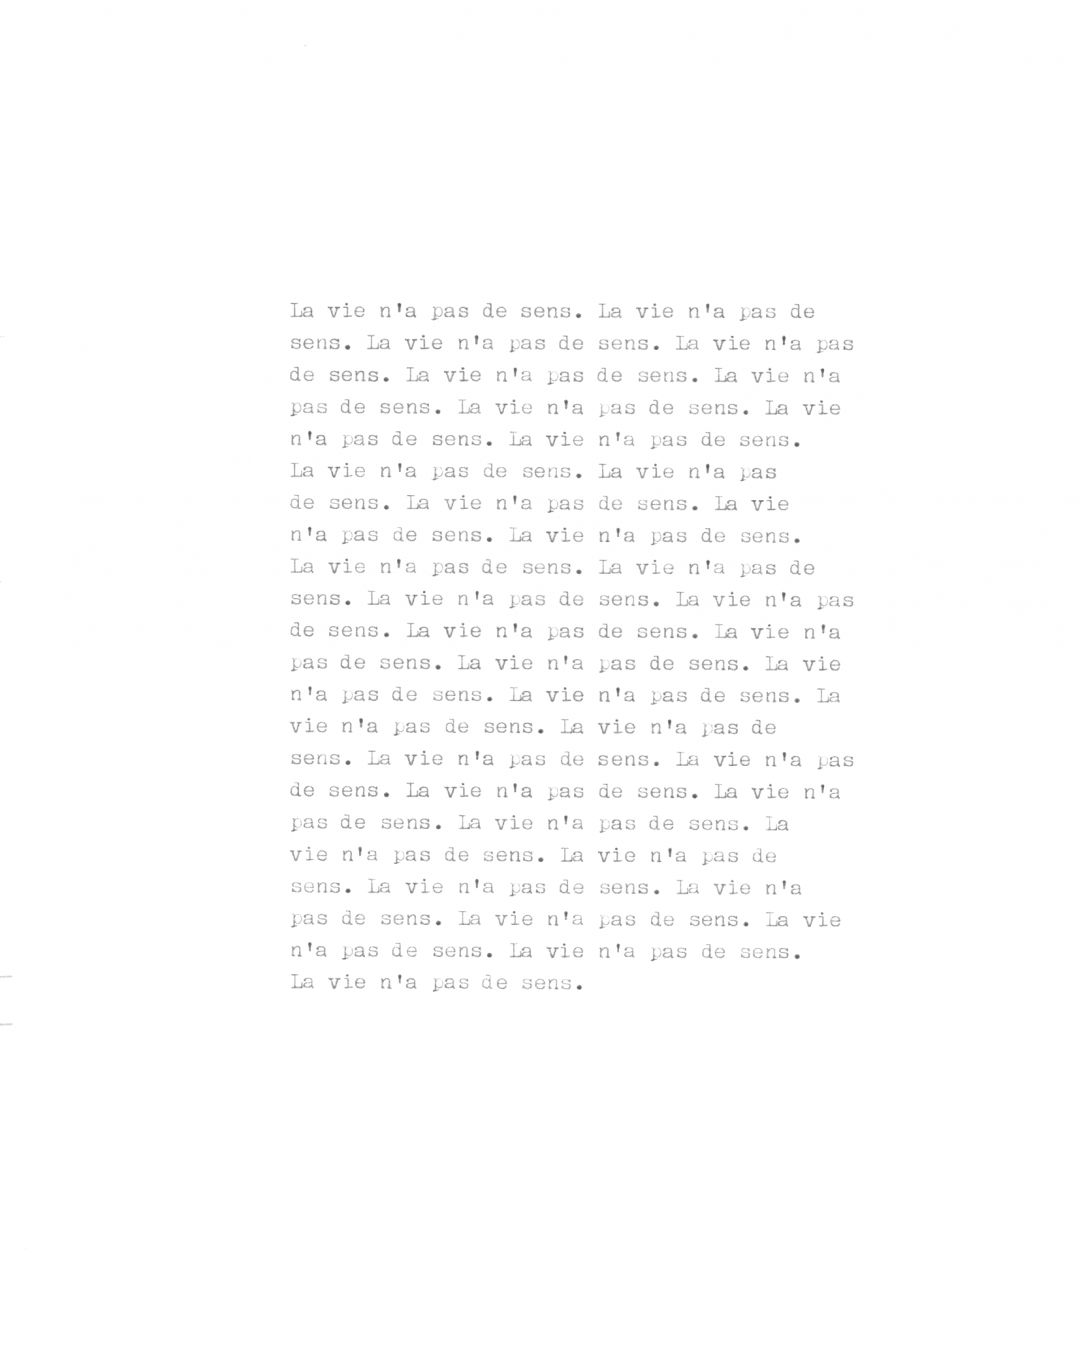 La vie n'a pas de sens. La vie n'a pas de
sens. La vie n'a pas de sens. La vie n'a pas
de sens. La vie n'a pas de sens. La vie n'a
pas de sens. La vie n'a pas de sens. La vie
n'a pas de sens. La vie n'a pas de sens.
La vie n'a pas de sens. La vie n'a pas
de sens. La vie n'a pas de sens. La vie
n'a pas de sens. La vie n'a pas de sens.
La vie n'a pas de sens. La vie n'a pas de
sens. La vie n'a pas de sens. La vie n'a pas
de sens. La vie n'a pas de sens. La vie n'a
pas de sens. La vie n'a pas de sens. La vie
n'a pas de sens. La vie n'a pas de sens. La
vie n'a pas de sens. La vie n'a pas de
sens. La vie n'a pas de sens. La vie n'a pas
de sens. La vie n'a pas de sens. La vie n'a
pas de sens. La vie n'a pas de sens. La
vie n'a pas de sens. La vie n'a pas de
sens. La vie n'a pas de sens. La vie n'a
pas de sens. La vie n'a pas de sens. La vie
n'a pas de sens. La vie n'a pas de sens.
La vie n'a pas de sens.